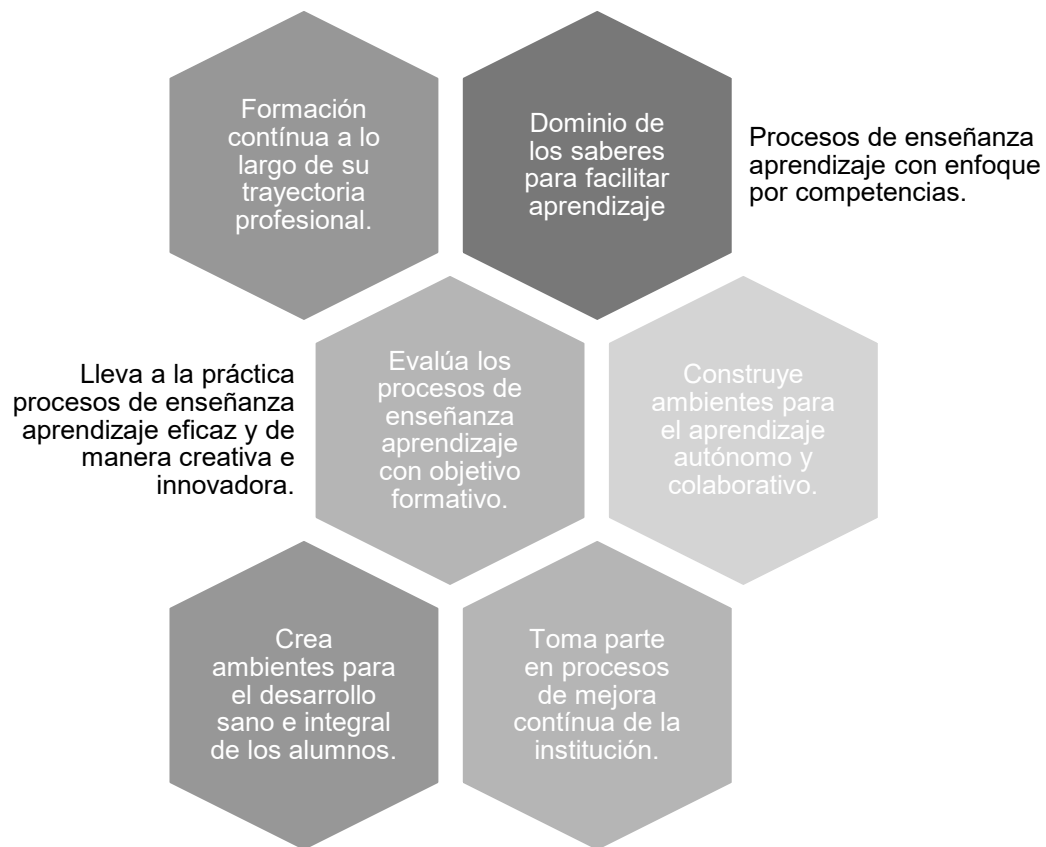 Formación
contínua a lo
largo de su
trayectoria
profesional.
Dominio de
los saberes
para facilitar
aprendizaje
Procesos de enseñanza
aprendizaje con enfoque
por competencias.
Lleva a la práctica
procesos de enseñanza
aprendizaje eficaz y de
manera creativa e
innovadora.
Evalúa los
procesos de
enseñanza
aprendizaje
con objetivo
formativo.
Construye
ambientes para
el aprendizaje
autónomo y
colaborativo.
Crea
ambientes para
el desarrollo
sano e integral
de los alumnos.
Toma parte
en procesos
de mejora
contínua de la
institución.